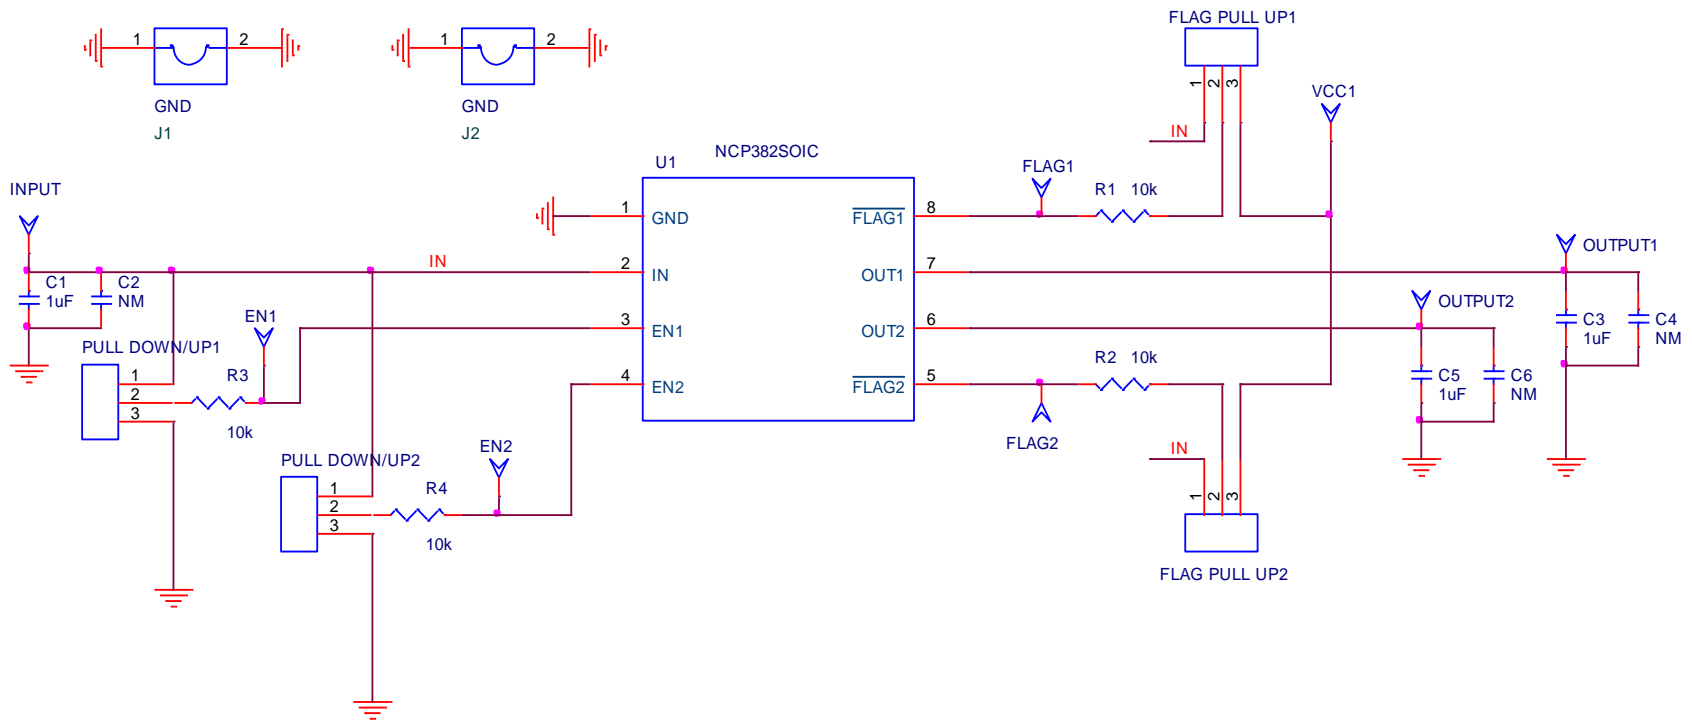 FLAG PULL UP1
1 2
GND
J1
1 2
GND
J2
1 2 3
IN
VCC1
INPUT
U1 NCP382SOIC
FLAG1
R1 10k
1 GND
FLAG1 8
2 IN
OUT1 7
3 EN1
OUT2 6
4 EN2
FLAG2 5
IN
C1
1uF
C2
NM
EN1
PULL DOWN/UP1
1
2
3
R3
10k
PULL DOWN/UP2
1
2
3
R4
10k
EN2
R2 10k
FLAG2
IN
1 2 3
FLAG PULL UP2
OUTPUT1
OUTPUT2
C3
1uF
C4
NM
C5
1uF
C6
NM